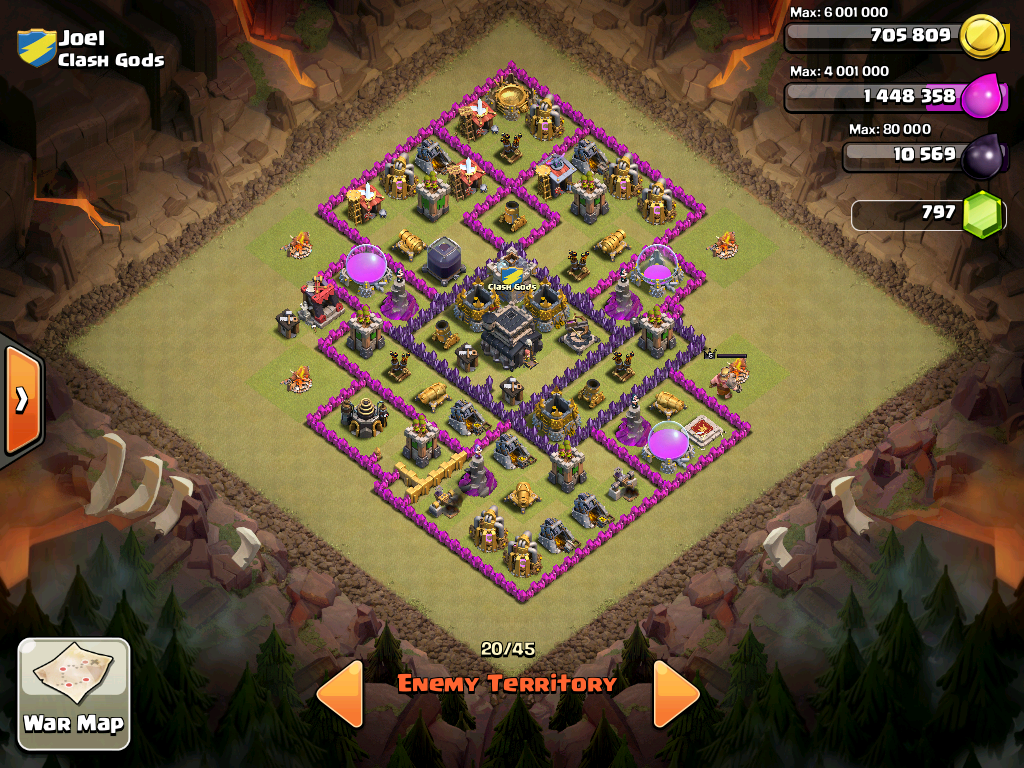 Joel
Clash Gods
Max: 6 001 000
705 809
Max: 4 001 000
1 448 358
Max: 80 000
10 569
797
Clash Gods
20/45
Enemy Territory
War Map